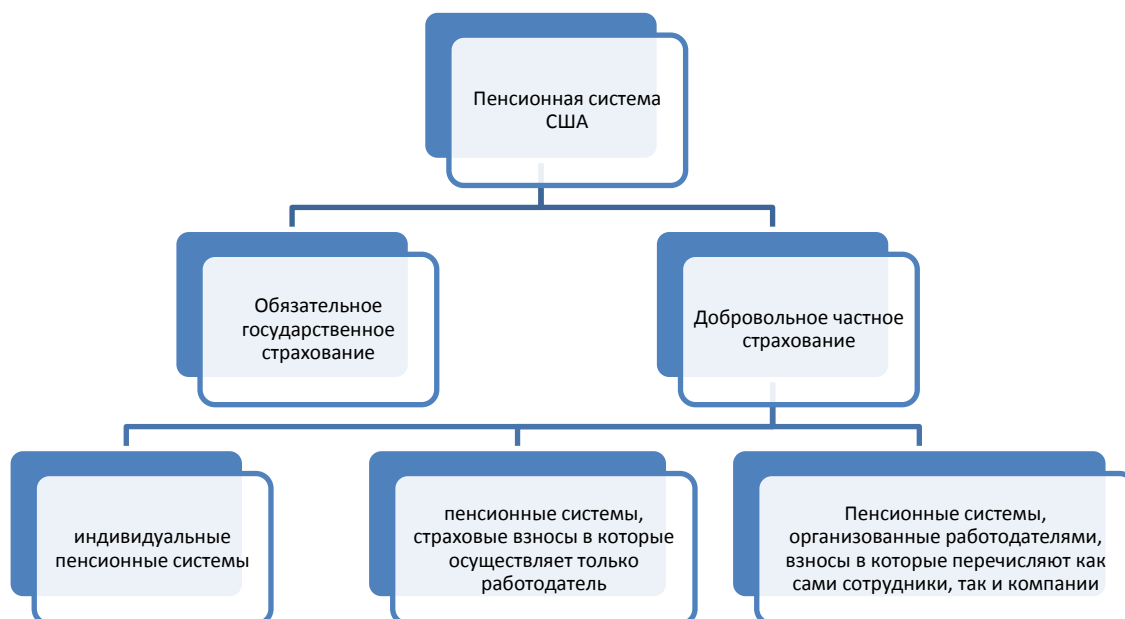 Пенсионная система
США
Обязательное
государственное
страхование
Добровольное частное
страхование
индивидуальные
пенсионные системы
пенсионные системы,
страховые взносы в которые
осуществляет только
работодатель
Пенсионные системы,
организованные работодателями,
взносы в которые перечисляют как
сами сотрудники, так и компании